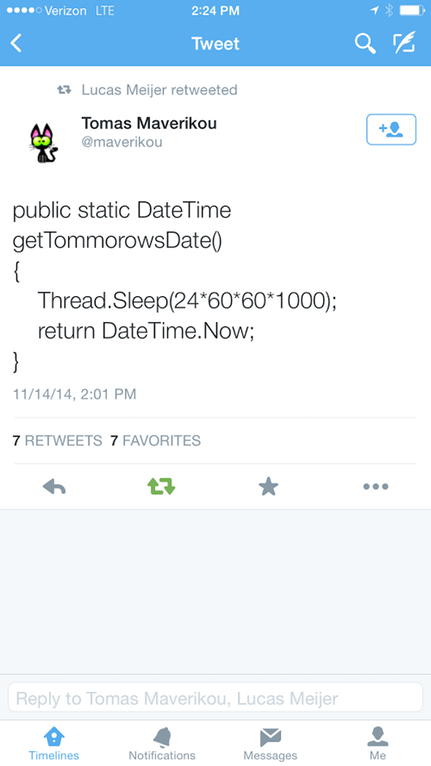 Verizon LTE 2:24 PM
Tweet
Lucas Meijer retweeted
Tomas Maverikou
@maverikou
public static DateTime
getTommorowsDate()
{
Thread.Sleep(24*60*60*1000);
return DateTime.Now;
}
11/14/14, 2:01 PM
7 RETWEETS 7 FAVORITES
Reply to Tomas Maverikou, Lucas Meijer
Timelines Notifications Messages Me